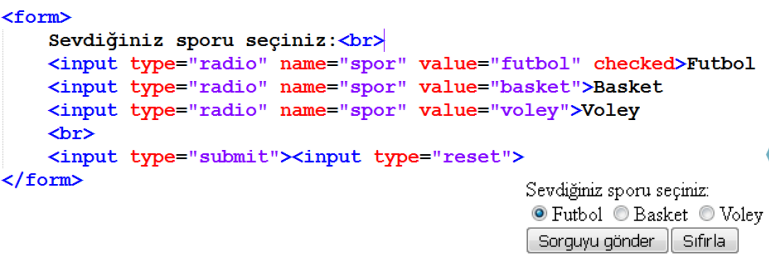 <form>
Sevdiğiniz sporu seçiniz:<br>
<input type="radio" name="spor" value="futbol" checked>Futbol
<input type="radio" name="spor" value="basket">Basket
<input type="radio" name="spor" value="voley">Voley
<br>
<input type="submit"><input type="reset">
</form>
Sevdiğiniz sporu seçiniz:
Futbol Basket Voley
Sorguyu gönder Sıfırla